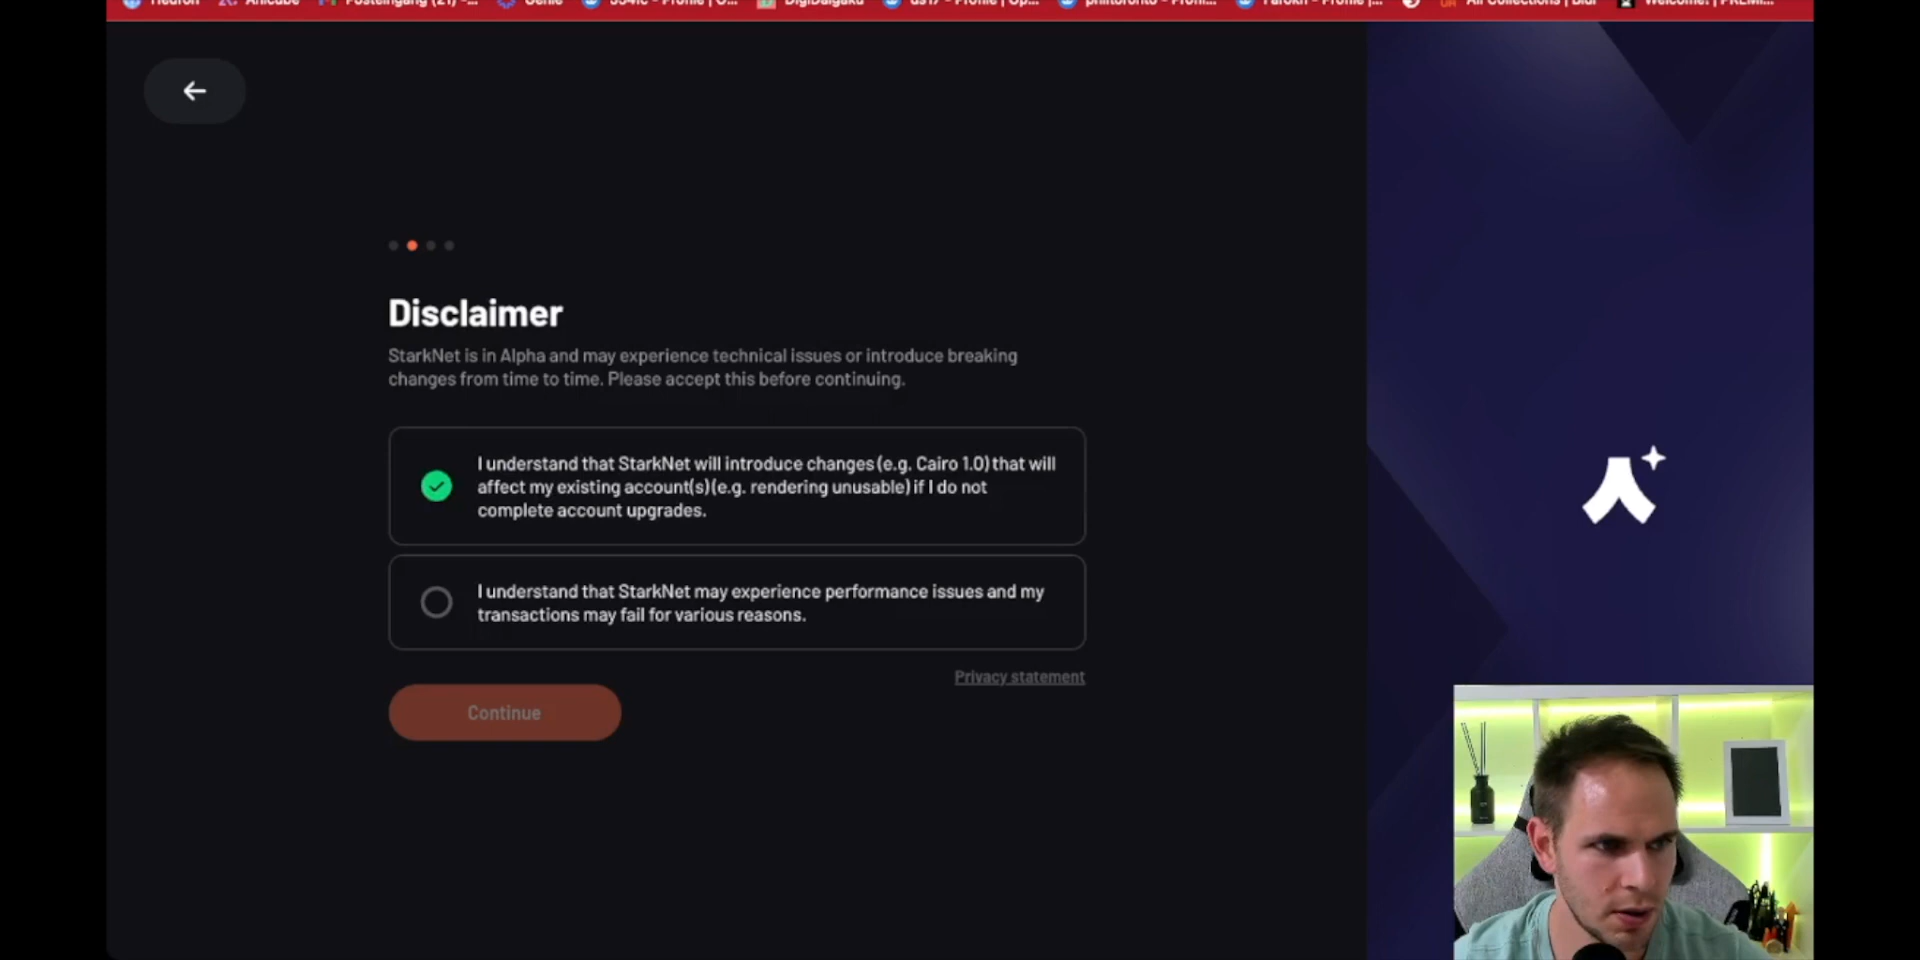 Disclaimer
StarkNet is in Alpha and may experience technical issues or introduce breaking
changes from time to time. Please accept this before continuing.
I understand that StarkNet will introduce changes (e.g. Cairo 1.0) that will
affect my existing account(s) (e.g. rendering unusable) if I do not
complete account upgrades.
I understand that StarkNet may experience performance issues and my
transactions may fail for various reasons.
Privacy statement
Continue